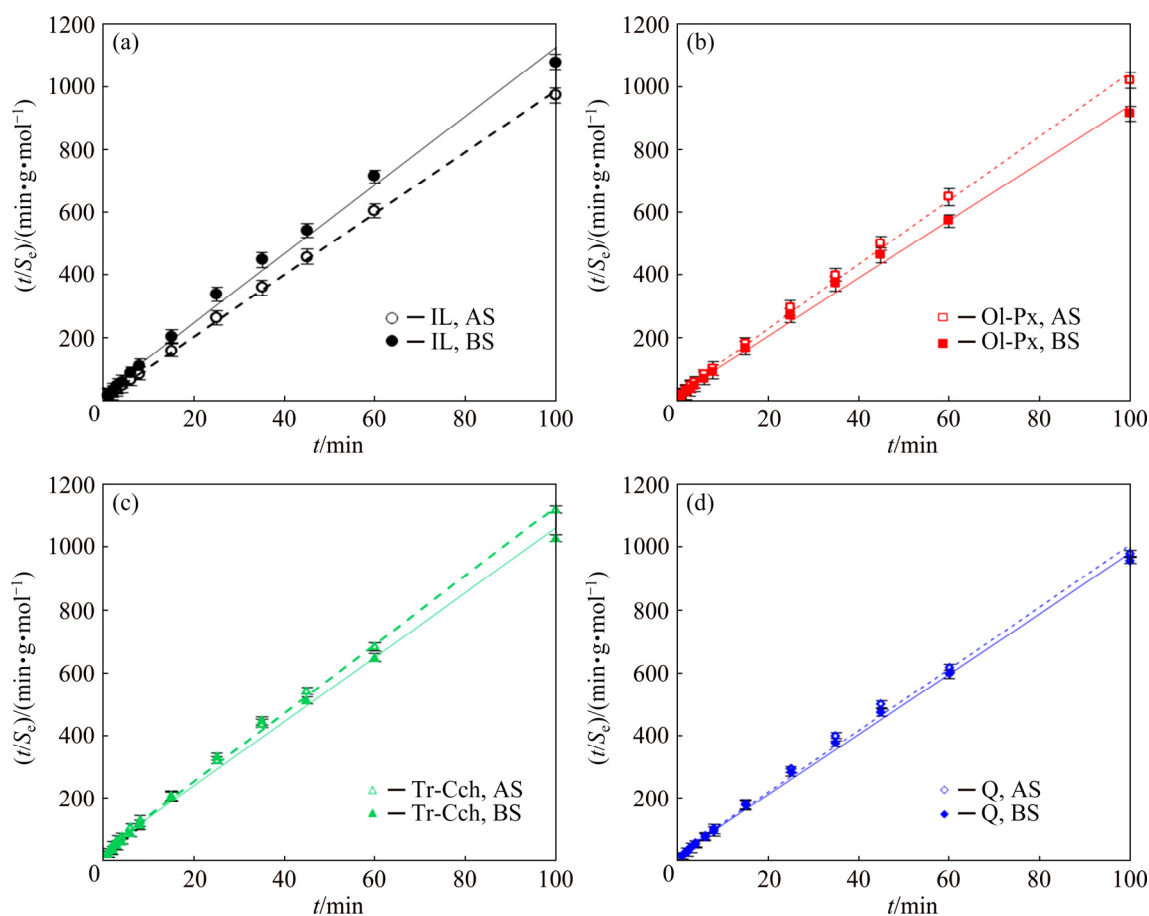 1200
(a)
1000
800
600
400
200
0
20
40
60
80
100
(t/Sₑ)/(min•g•mol⁻¹)
t/min
— IL, AS
— IL, BS
1200
(b)
1000
800
600
400
200
0
20
40
60
80
100
(t/Sₑ)/(min•g•mol⁻¹)
t/min
— Ol-Px, AS
— Ol-Px, BS
1200
(c)
1000
800
600
400
200
0
20
40
60
80
100
(t/Sₑ)/(min•g•mol⁻¹)
t/min
— Tr-Cch, AS
— Tr-Cch, BS
1200
(d)
1000
800
600
400
200
0
20
40
60
80
100
(t/Sₑ)/(min•g•mol⁻¹)
t/min
— Q, AS
— Q, BS